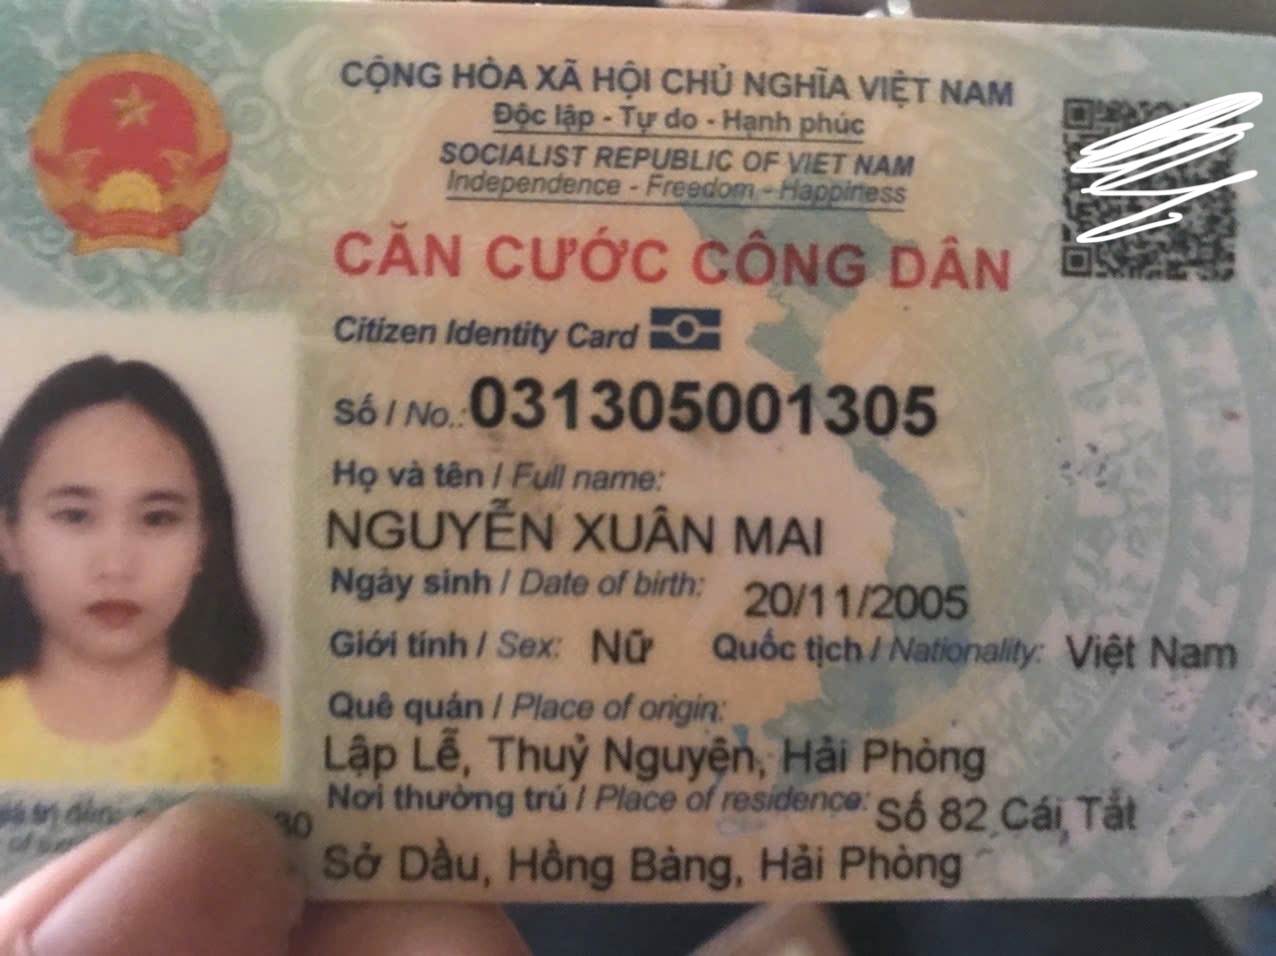 CỘNG HÒA XÃ HỘI CHỦ NGHĨA VIỆT NAM
Độc lập - Tự do - Hạnh phúc
SOCIALIST REPUBLIC OF VIET NAM
Independence - Freedom - Happiness
CĂN CƯỚC CÔNG DÂN
Citizen Identity Card
Số / No.: 031305001305
Họ và tên / Full name:
NGUYỄN XUÂN MAI
Ngày sinh / Date of birth: 20/11/2005
Giới tính / Sex: Nữ Quốc tịch / Nationality: Việt Nam
Quê quán / Place of origin:
Lập Lễ, Thuỷ Nguyên, Hải Phòng
Nơi thường trú / Place of residence: Số 82 Cái Tắt
Sở Dầu, Hồng Bàng, Hải Phòng
trị đến 30
of